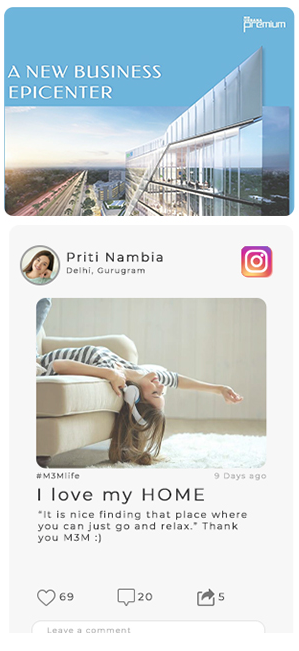 premium
A NEW BUSINESS
EPICENTER
Priti Nambia
Delhi, Gurugram
#M3Mlife
9 Days ago
I love my HOME
"It is nice finding that place where
you can just go and relax." Thank
you M3M :)
69
20
5
Leave a comment